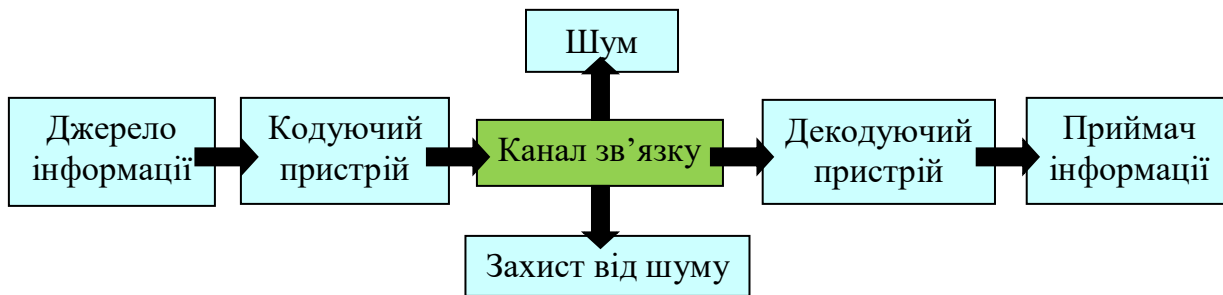 Шум
Джерело
інформації
Кодуючий
пристрій
Канал зв’язку
Декодуючий
пристрій
Приймач
інформації
Захист від шуму